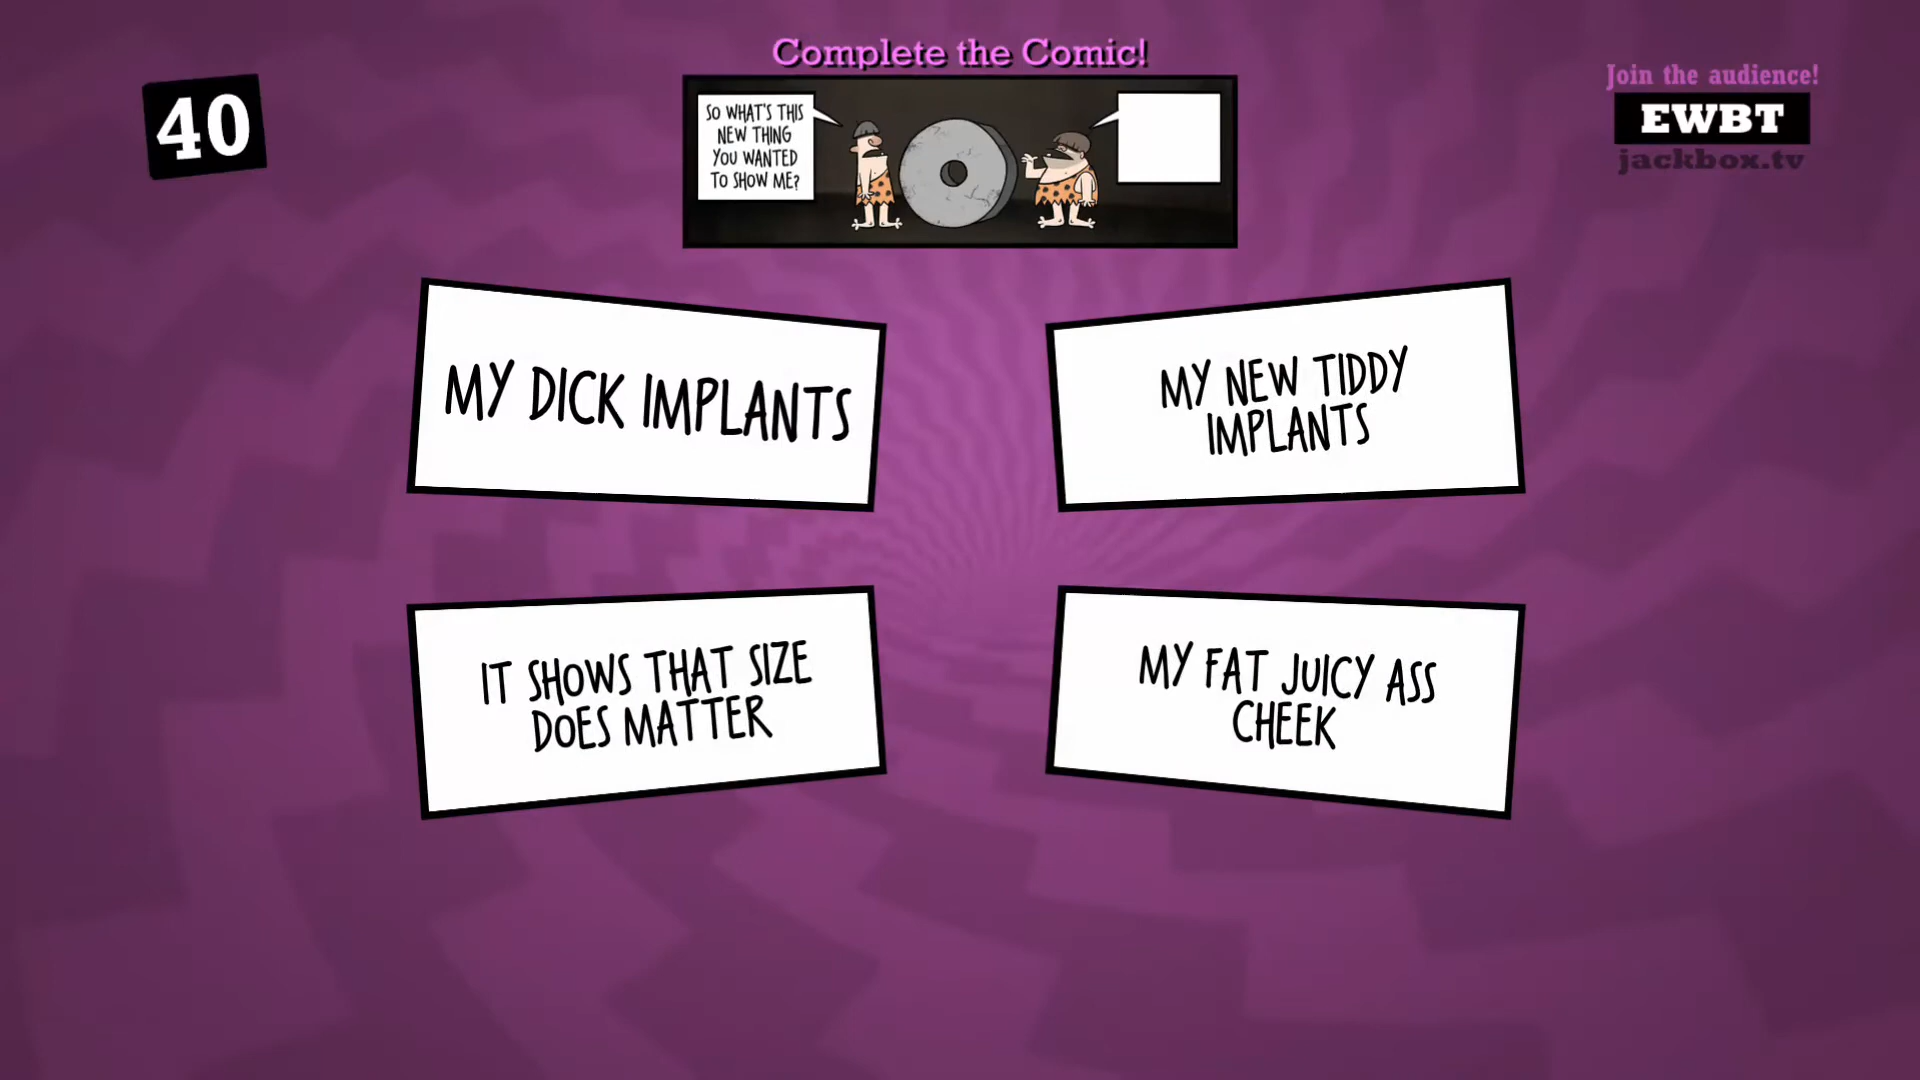 Complete the Comic!
40
SO WHAT'S THIS
NEW THING
YOU WANTED
TO SHOW ME?
Join the audience!
EWBT
jackbox.tv
MY DICK IMPLANTS
MY NEW TIDDY
IMPLANTS
IT SHOWS THAT SIZE
DOES MATTER
MY FAT JUICY ASS
CHEEK